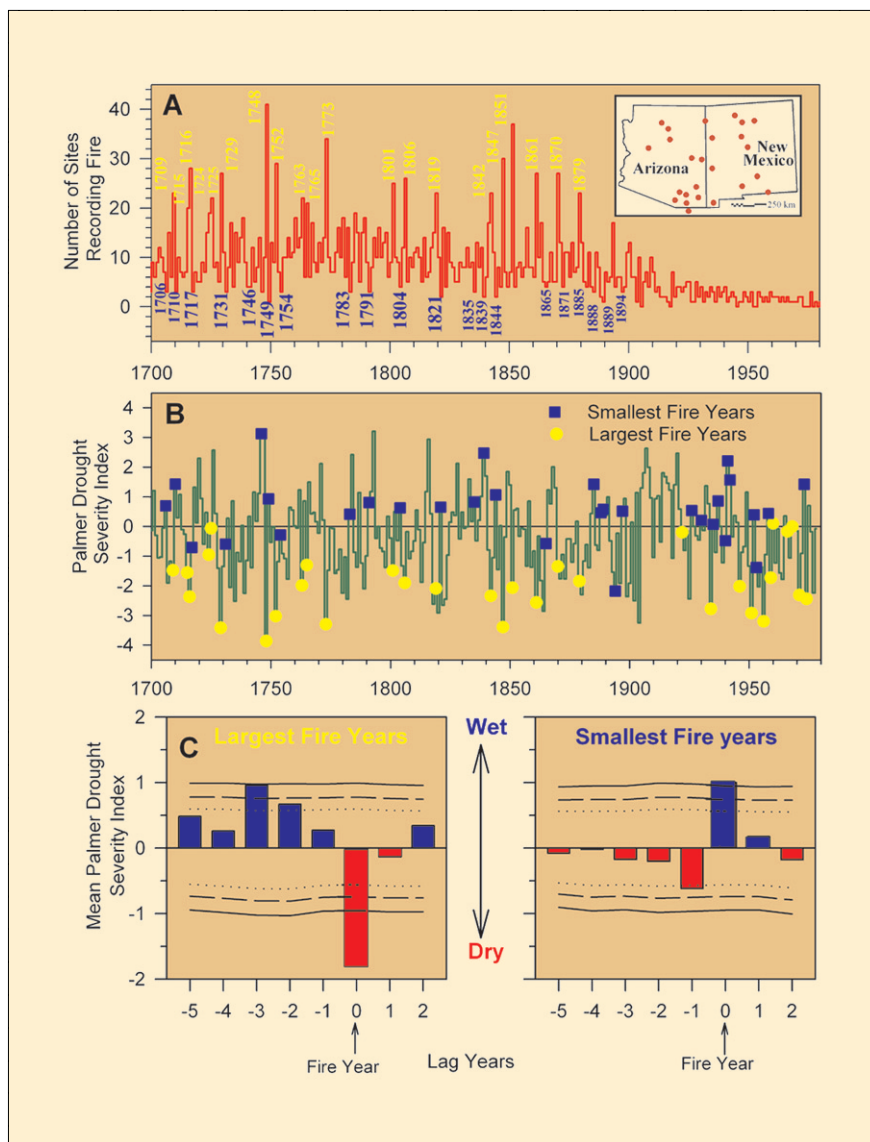 A
Number of Sites
Recording Fire
40
30
20
10
0
1709
1715
1716
1724
1725
1729
1748
1752
1763
1765
1773
1801
1806
1819
1842
1847
1851
1861
1870
1879
1706
1710
1717
1731
1746
1749
1754
1783
1791
1804
1821
1835
1839
1844
1865
1871
1885
1888
1889
1894
Arizona
New
Mexico
250 km
1700 1750 1800 1850 1900 1950
B
Palmer Drought
Severity Index
4
3
2
1
0
-1
-2
-3
-4
Smallest Fire Years
Largest Fire Years
1700 1750 1800 1850 1900 1950
C
Mean Palmer Drought
Severity Index
2
1
0
-1
-2
Largest Fire Years
Wet
Dry
Smallest Fire years
-5 -4 -3 -2 -1 0 1 2
-5 -4 -3 -2 -1 0 1 2
Fire Year
Lag Years
Fire Year